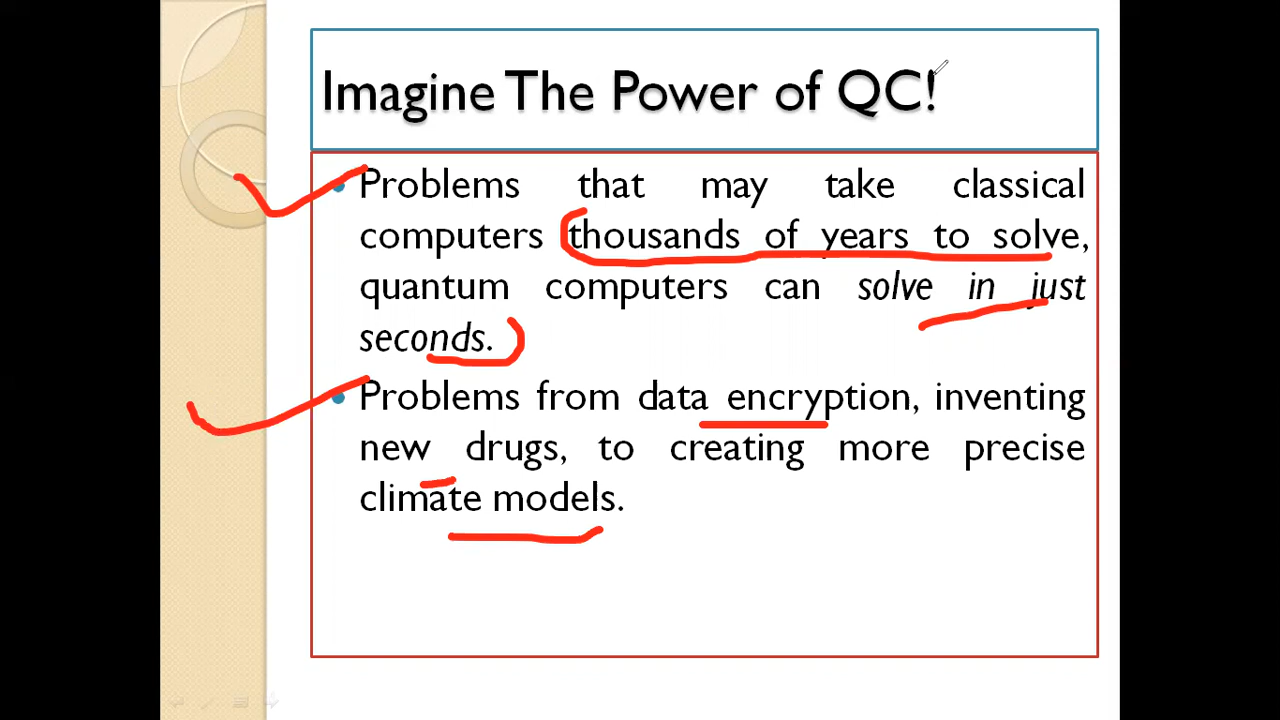 Imagine The Power of QC!
• Problems that may take classical
computers thousands of years to solve,
quantum computers can solve in just
seconds.
• Problems from data encryption, inventing
new drugs, to creating more precise
climate models.